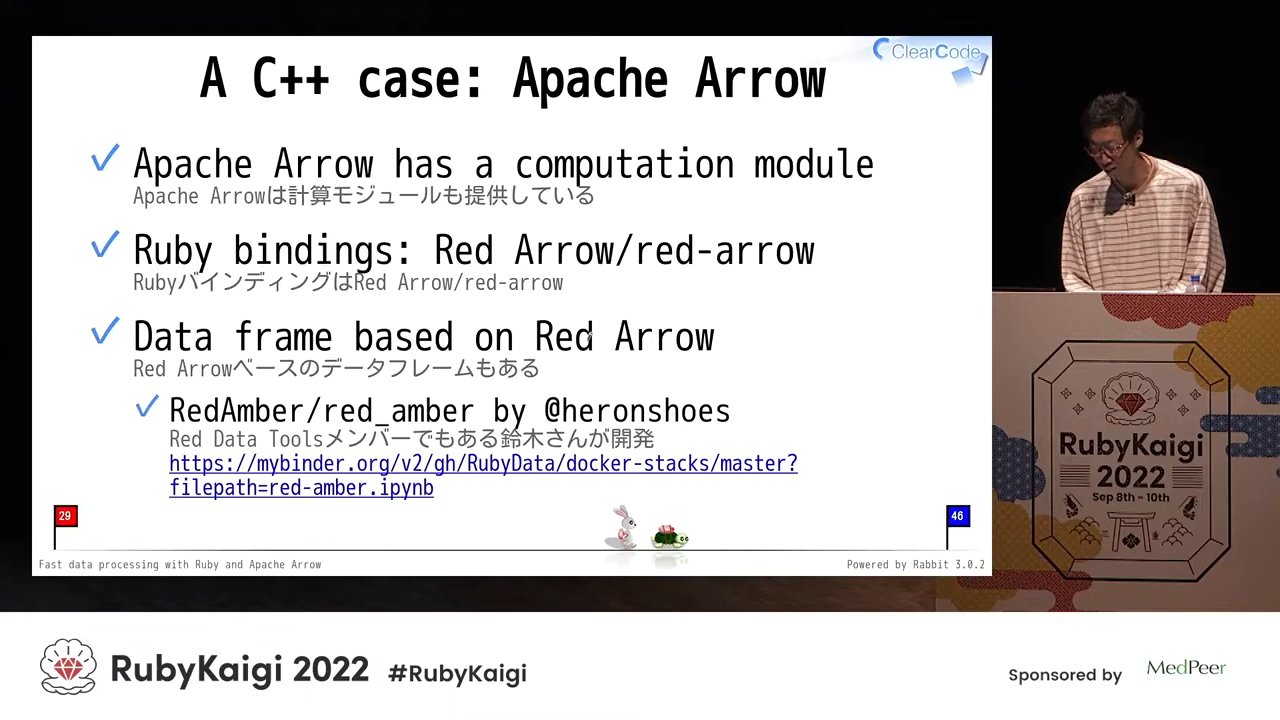 ClearCode
A C++ case: Apache Arrow
Apache Arrow has a computation module
Apache Arrowは計算モジュールも提供している
Ruby bindings: Red Arrow/red-arrow
RubyバインディングはRed Arrow/red-arrow
Data frame based on Red Arrow
Red Arrowベースのデータフレームもある
RedAmber/red_amber by @heronshoes
Red Data Toolsメンバーでもある鈴木さんが開発
https://mybinder.org/v2/gh/RubyData/docker-stacks/master?
filepath=red-amber.ipynb
29
46
Fast data processing with Ruby and Apache Arrow
Powered by Rabbit 3.0.2
RubyKaigi
2022
Sep 8th - 10th
RubyKaigi 2022 #RubyKaigi
Sponsored by MedPeer